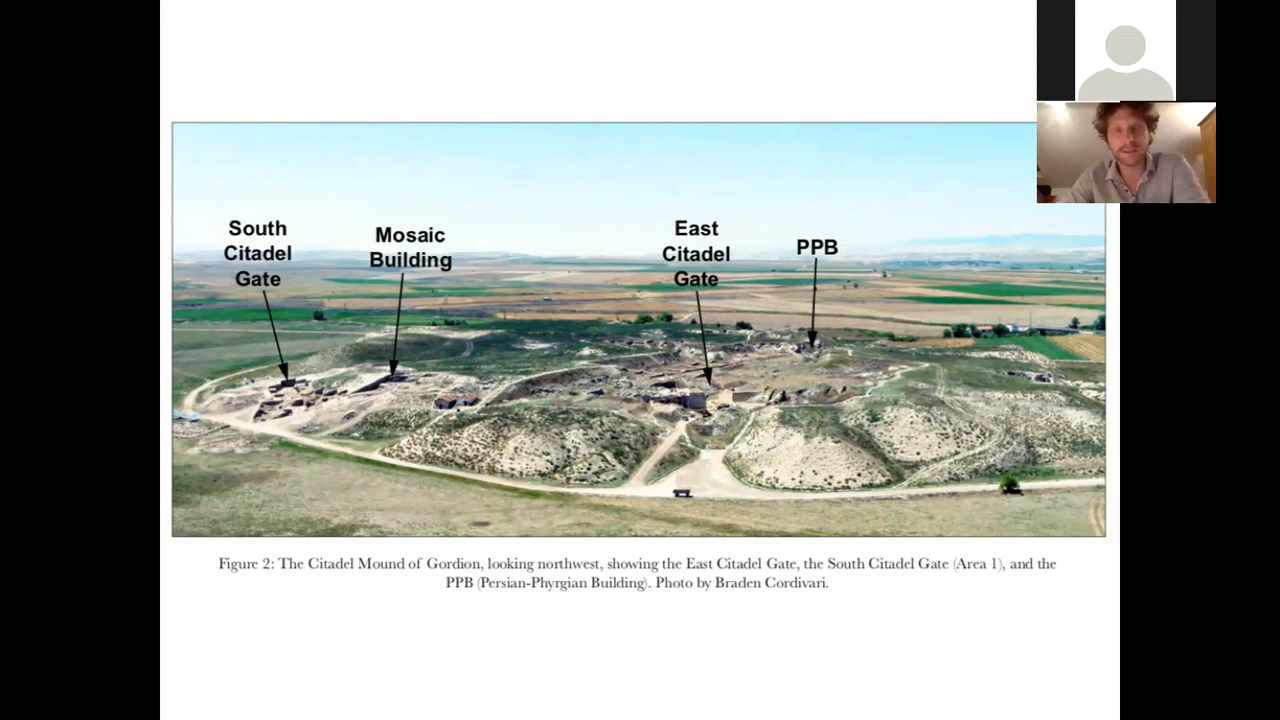 South
Citadel
Gate
Mosaic
Building
East
Citadel
Gate
PPB
Figure 2: The Citadel Mound of Gordion, looking northwest, showing the East Citadel Gate, the South Citadel Gate (Area 1), and the
PPB (Persian-Phyrgian Building). Photo by Braden Cordivari.